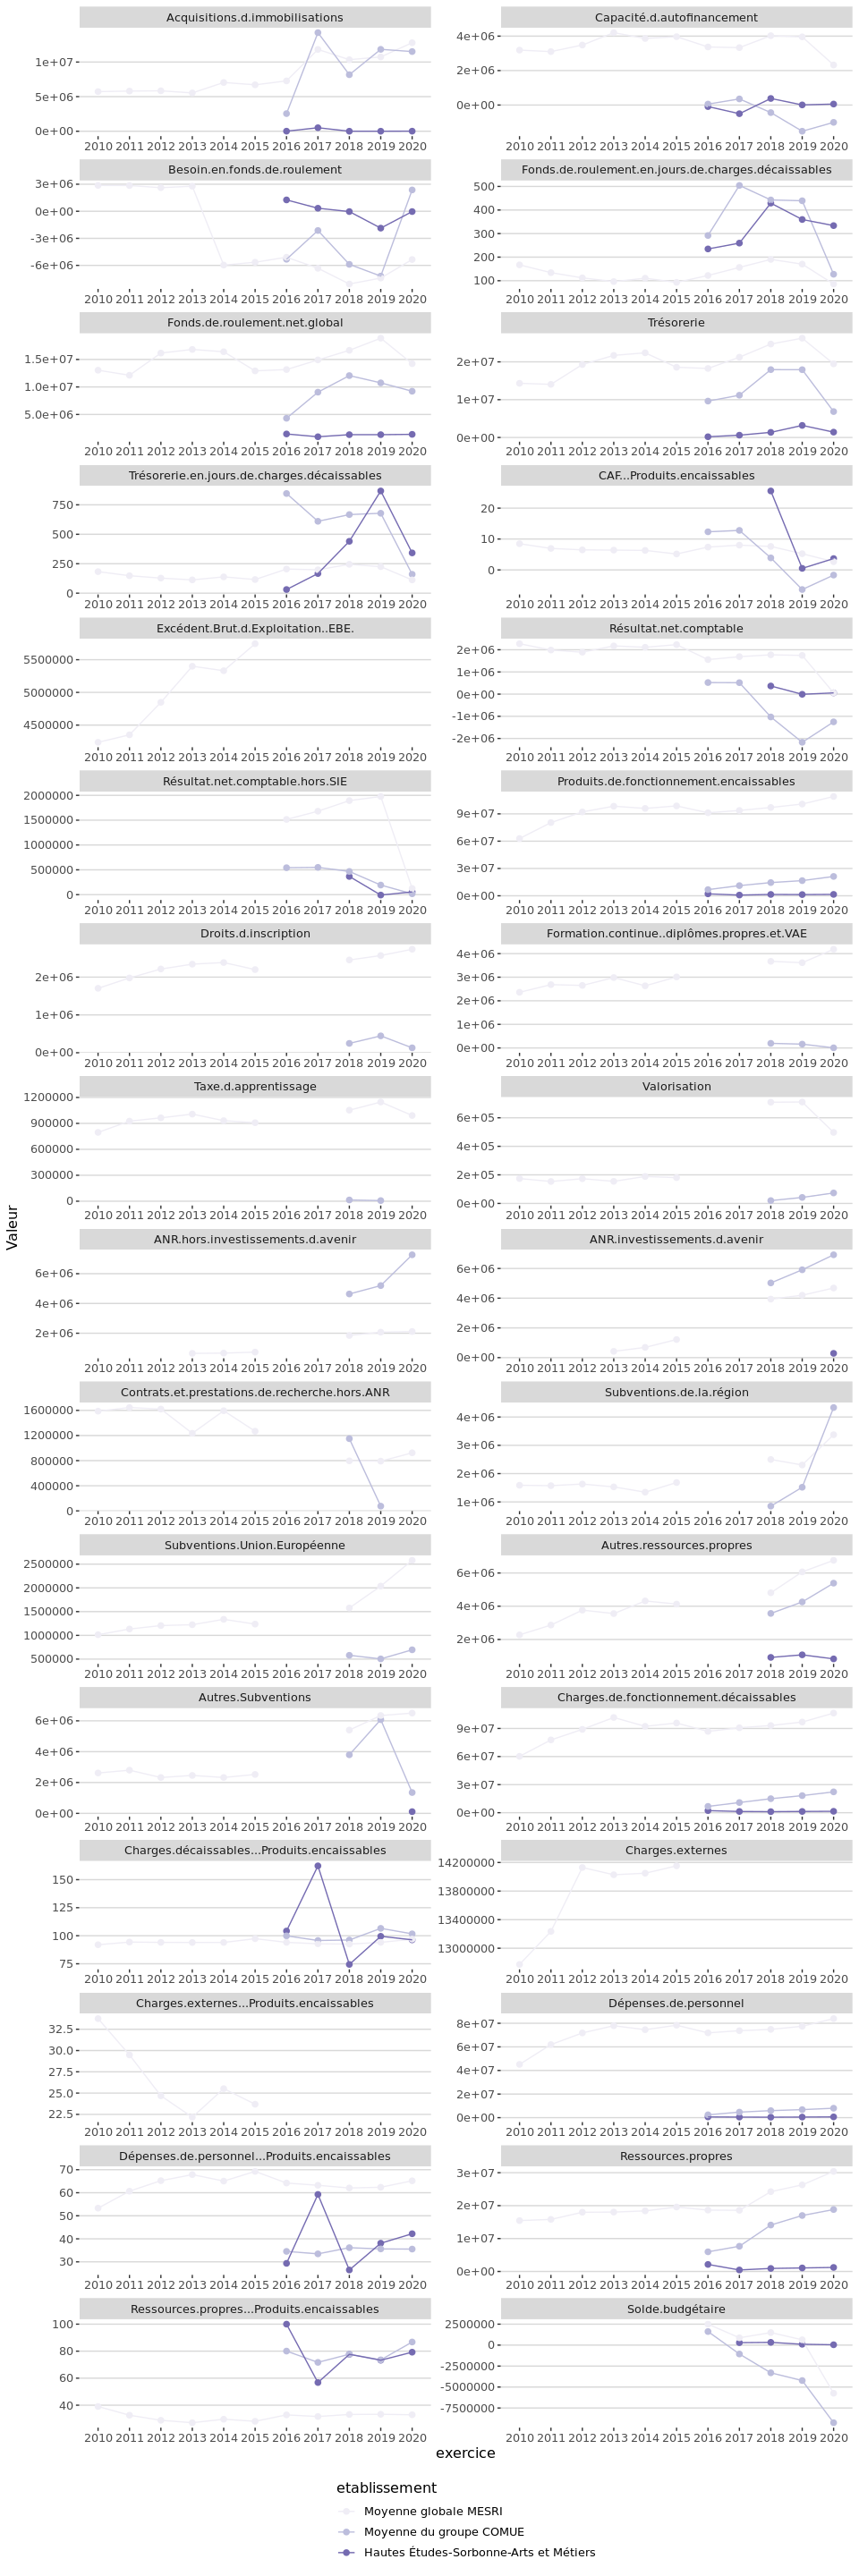 Acquisitions.d.immobilisations
1e+07
5e+06
0e+00
2010 2011 2012 2013 2014 2015 2016 2017 2018 2019 2020
Capacité.d.autofinancement
4e+06
2e+06
0e+00
2010 2011 2012 2013 2014 2015 2016 2017 2018 2019 2020
Besoin.en.fonds.de.roulement
3e+06
0e+00
-3e+06
-6e+06
2010 2011 2012 2013 2014 2015 2016 2017 2018 2019 2020
Fonds.de.roulement.en.jours.de.charges.décaissables
500
400
300
200
100
2010 2011 2012 2013 2014 2015 2016 2017 2018 2019 2020
Fonds.de.roulement.net.global
1.5e+07
1.0e+07
5.0e+06
2010 2011 2012 2013 2014 2015 2016 2017 2018 2019 2020
Trésorerie
2e+07
1e+07
0e+00
2010 2011 2012 2013 2014 2015 2016 2017 2018 2019 2020
Trésorerie.en.jours.de.charges.décaissables
750
500
250
0
2010 2011 2012 2013 2014 2015 2016 2017 2018 2019 2020
CAF...Produits.encaissables
20
10
0
2010 2011 2012 2013 2014 2015 2016 2017 2018 2019 2020
Excédent.Brut.d.Exploitation..EBE.
5500000
5000000
4500000
2010 2011 2012 2013 2014 2015 2016 2017 2018 2019 2020
Résultat.net.comptable
2e+06
1e+06
0e+00
-1e+06
-2e+06
2010 2011 2012 2013 2014 2015 2016 2017 2018 2019 2020
Résultat.net.comptable.hors.SIE
2000000
1500000
1000000
500000
0
2010 2011 2012 2013 2014 2015 2016 2017 2018 2019 2020
Produits.de.fonctionnement.encaissables
9e+07
6e+07
3e+07
0e+00
2010 2011 2012 2013 2014 2015 2016 2017 2018 2019 2020
Droits.d.inscription
2e+06
1e+06
0e+00
2010 2011 2012 2013 2014 2015 2016 2017 2018 2019 2020
Formation.continue..diplômes.propres.et.VAE
4e+06
3e+06
2e+06
1e+06
0e+00
2010 2011 2012 2013 2014 2015 2016 2017 2018 2019 2020
Taxe.d.apprentissage
1200000
900000
600000
300000
0
2010 2011 2012 2013 2014 2015 2016 2017 2018 2019 2020
Valorisation
6e+05
4e+05
2e+05
0e+00
2010 2011 2012 2013 2014 2015 2016 2017 2018 2019 2020
Valeur
ANR.hors.investissements.d.avenir
6e+06
4e+06
2e+06
2010 2011 2012 2013 2014 2015 2016 2017 2018 2019 2020
ANR.investissements.d.avenir
6e+06
4e+06
2e+06
0e+00
2010 2011 2012 2013 2014 2015 2016 2017 2018 2019 2020
Contrats.et.prestations.de.recherche.hors.ANR
1600000
1200000
800000
400000
0
2010 2011 2012 2013 2014 2015 2016 2017 2018 2019 2020
Subventions.de.la.région
4e+06
3e+06
2e+06
1e+06
2010 2011 2012 2013 2014 2015 2016 2017 2018 2019 2020
Subventions.Union.Européenne
2500000
2000000
1500000
1000000
500000
2010 2011 2012 2013 2014 2015 2016 2017 2018 2019 2020
Autres.ressources.propres
6e+06
4e+06
2e+06
2010 2011 2012 2013 2014 2015 2016 2017 2018 2019 2020
Autres.Subventions
6e+06
4e+06
2e+06
0e+00
2010 2011 2012 2013 2014 2015 2016 2017 2018 2019 2020
Charges.de.fonctionnement.décaissables
9e+07
6e+07
3e+07
0e+00
2010 2011 2012 2013 2014 2015 2016 2017 2018 2019 2020
Charges.décaissables...Produits.encaissables
150
125
100
75
2010 2011 2012 2013 2014 2015 2016 2017 2018 2019 2020
Charges.externes
14200000
13800000
13400000
13000000
2010 2011 2012 2013 2014 2015 2016 2017 2018 2019 2020
Charges.externes...Produits.encaissables
32.5
30.0
27.5
25.0
22.5
2010 2011 2012 2013 2014 2015 2016 2017 2018 2019 2020
Dépenses.de.personnel
8e+07
6e+07
4e+07
2e+07
0e+00
2010 2011 2012 2013 2014 2015 2016 2017 2018 2019 2020
Dépenses.de.personnel...Produits.encaissables
70
60
50
40
30
2010 2011 2012 2013 2014 2015 2016 2017 2018 2019 2020
Ressources.propres
3e+07
2e+07
1e+07
0e+00
2010 2011 2012 2013 2014 2015 2016 2017 2018 2019 2020
Ressources.propres...Produits.encaissables
100
80
60
40
2010 2011 2012 2013 2014 2015 2016 2017 2018 2019 2020
Solde.budgétaire
2500000
0
-2500000
-5000000
-7500000
2010 2011 2012 2013 2014 2015 2016 2017 2018 2019 2020
exercice
etablissement
Moyenne globale MESRI
Moyenne du groupe COMUE
Hautes Études-Sorbonne-Arts et Métiers